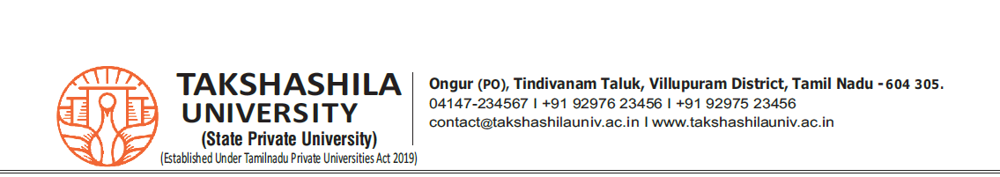 TAKSHASHILA
UNIVERSITY
(State Private University)
(Established Under Tamilnadu Private Universities Act 2019)
Ongur (PO), Tindivanam Taluk, Villupuram District, Tamil Nadu - 604 305.
04147-234567 I +91 92976 23456 I +91 92975 23456
contact@takshashilauniv.ac.in I www.takshashilauniv.ac.in